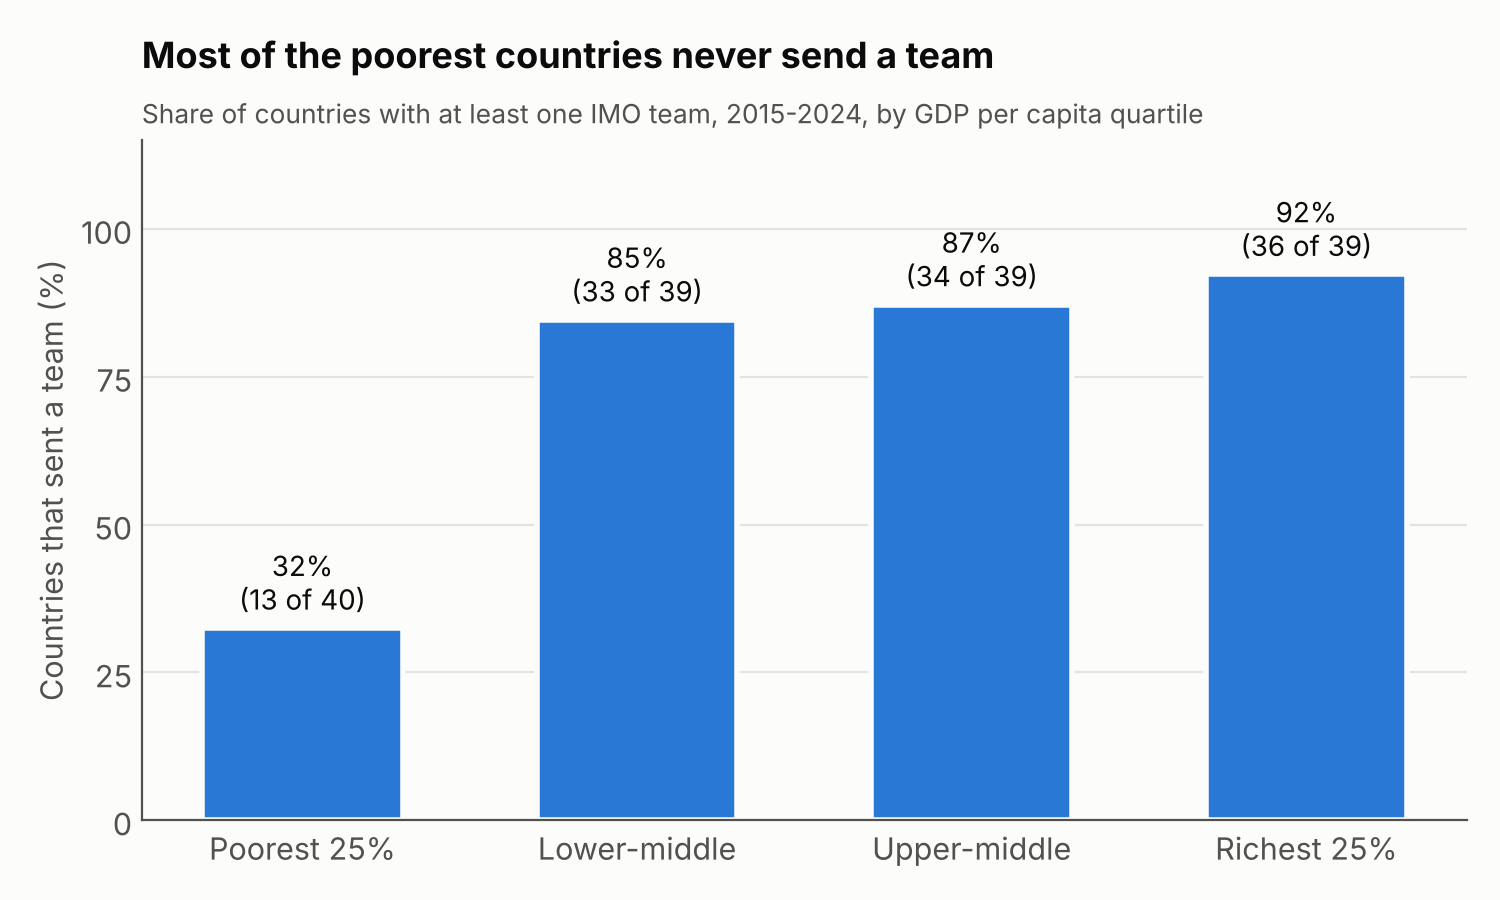 Most of the poorest countries never send a team
Share of countries with at least one IMO team, 2015-2024, by GDP per capita quartile
Countries that sent a team (%)
100
75
50
25
0
32%
(13 of 40)
85%
(33 of 39)
87%
(34 of 39)
92%
(36 of 39)
Poorest 25%
Lower-middle
Upper-middle
Richest 25%